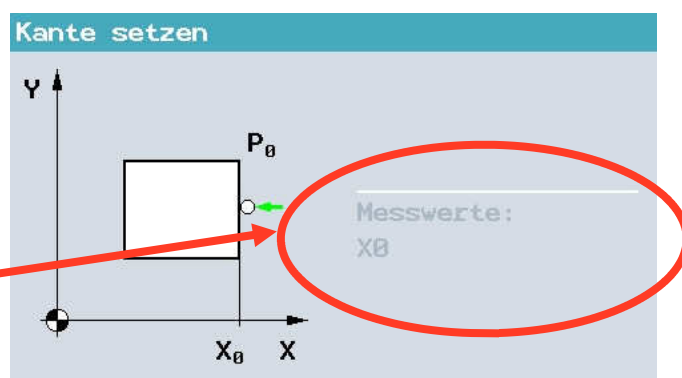 Kante setzen
Y
P₀
Messwerte:
X0
X₀ X